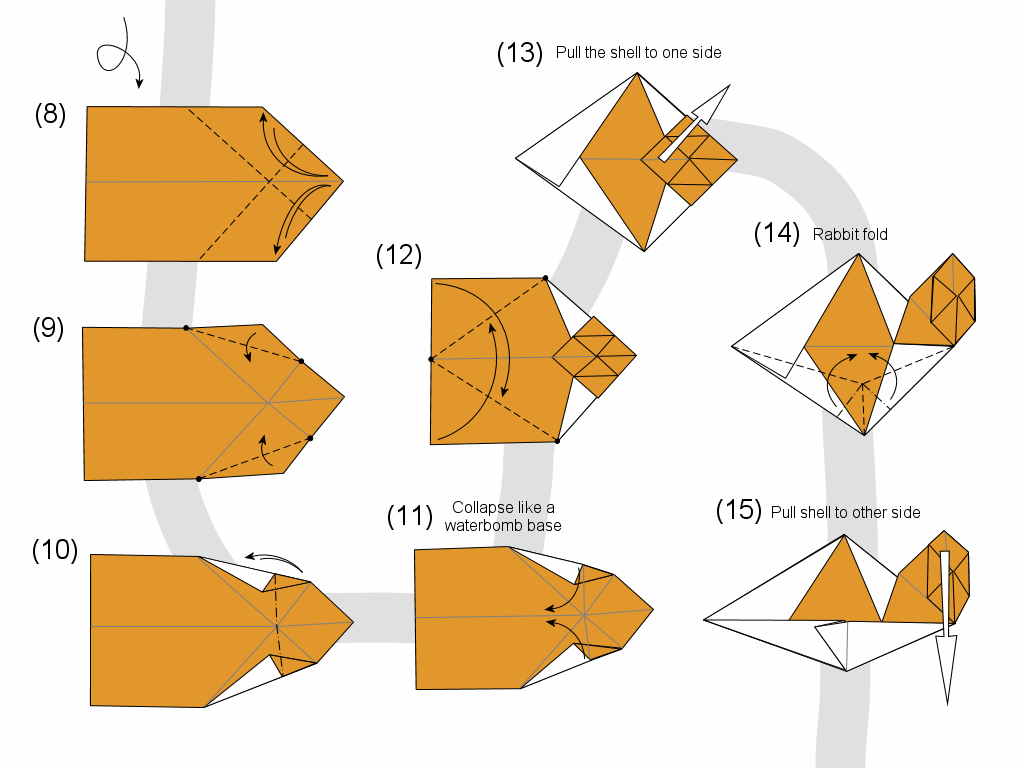 (8)
(9)
(10)
(11) Collapse like a
waterbomb base
(12)
(13) Pull the shell to one side
(14) Rabbit fold
(15) Pull shell to other side